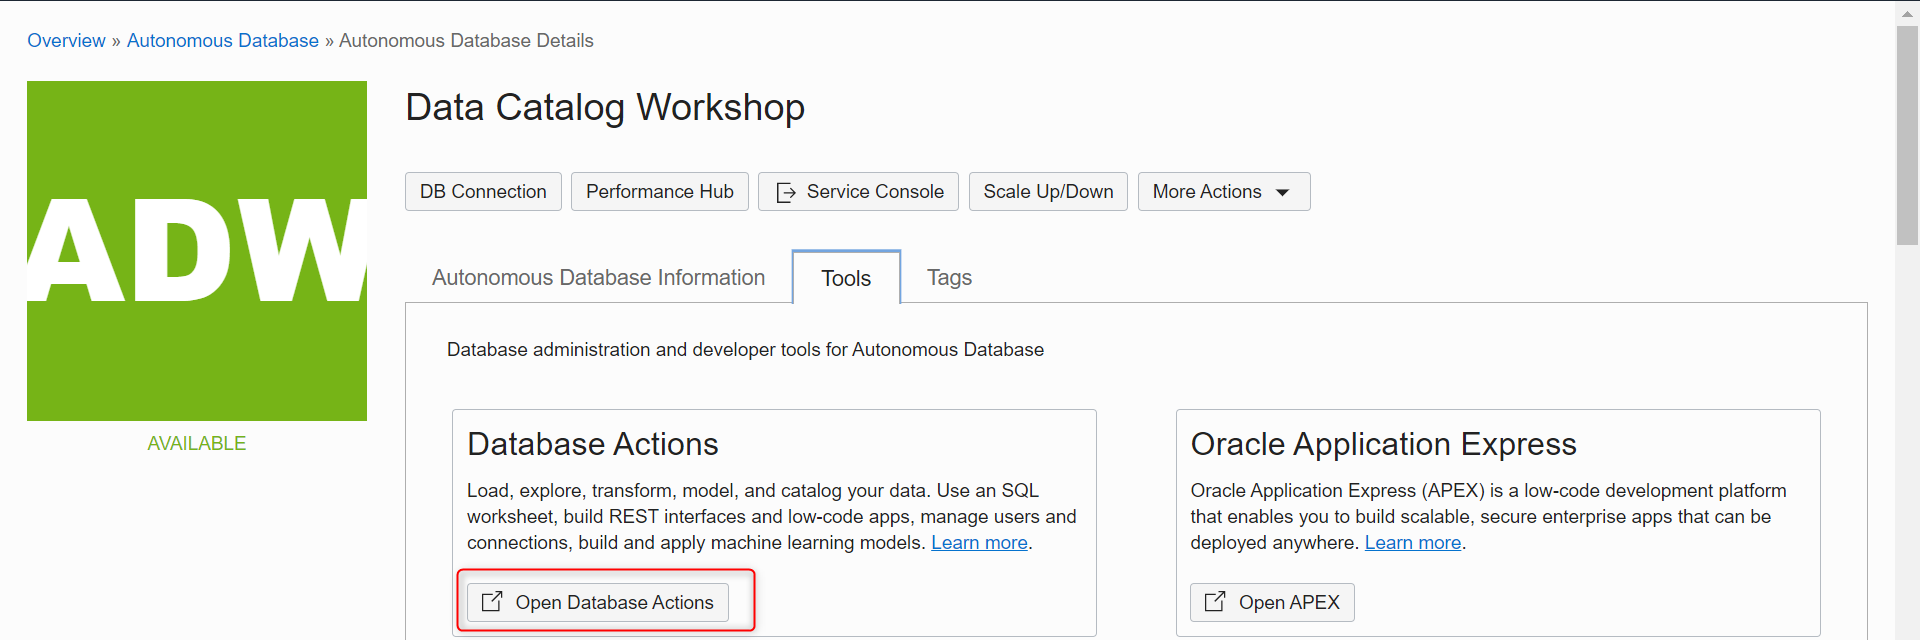 Overview » Autonomous Database » Autonomous Database Details
ADW
AVAILABLE
Data Catalog Workshop
DB Connection Performance Hub Service Console Scale Up/Down More Actions
Autonomous Database Information Tools Tags
Database administration and developer tools for Autonomous Database
Database Actions
Load, explore, transform, model, and catalog your data. Use an SQL
worksheet, build REST interfaces and low-code apps, manage users and
connections, build and apply machine learning models. Learn more.
Open Database Actions
Oracle Application Express
Oracle Application Express (APEX) is a low-code development platform
that enables you to build scalable, secure enterprise apps that can be
deployed anywhere. Learn more.
Open APEX